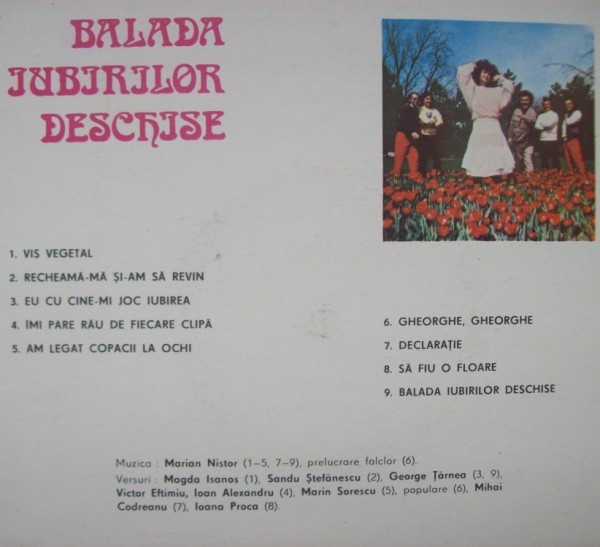 BALADA
IUBIRILOR
DESCHISE
1. VIS VEGETAL
2. RECHEAMĂ-MĂ ȘI-AM SĂ REVIN
3. EU CU CINE-MI JOC IUBIREA
4. ÎMI PARE RĂU DE FIECARE CLIPĂ
5. AM LEGAT COPACII LA OCHI
6. GHEORGHE, GHEORGHE
7. DECLARAȚIE
8. SĂ FIU O FLOARE
9. BALADA IUBIRILOR DESCHISE
Muzica : Marian Nistor (1–5, 7–9), prelucrare folclor (6).
Versuri : Magda Isanos (1), Sandu Ștefănescu (2), George Țârnea (3, 9),
Victor Eftimiu, Ioan Alexandru (4), Marin Sorescu (5), populare (6), Mihai
Codreanu (7), Ioana Proca (8).